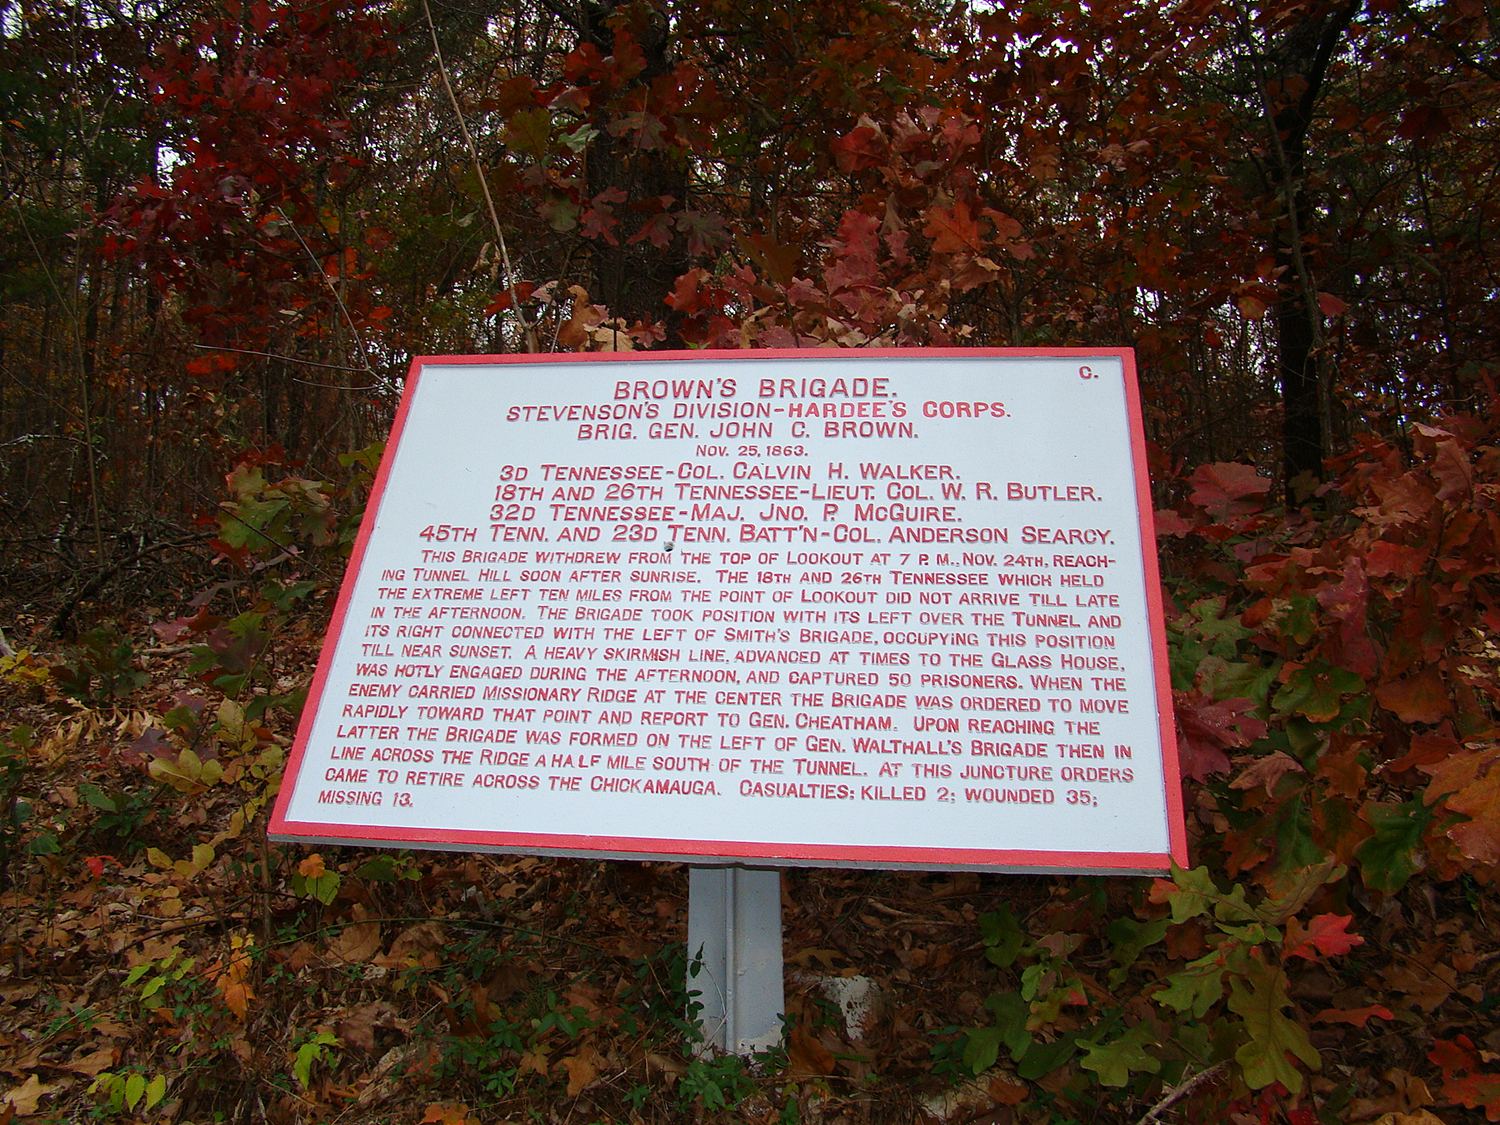 C.
BROWN'S BRIGADE.
STEVENSON'S DIVISION-HARDEE'S CORPS.
BRIG. GEN. JOHN C. BROWN.
NOV. 25, 1863.
3D TENNESSEE-COL. CALVIN H. WALKER.
18TH AND 26TH TENNESSEE-LIEUT. COL. W. R. BUTLER.
32D TENNESSEE-MAJ. JNO. P. MCGUIRE.
45TH TENN. AND 23D TENN. BATT'N-COL. ANDERSON SEARCY.
THIS BRIGADE WITHDREW FROM THE TOP OF LOOKOUT AT 7 P.M., NOV. 24TH, REACH-
ING TUNNEL HILL SOON AFTER SUNRISE. THE 18TH AND 26TH TENNESSEE WHICH HELD
THE EXTREME LEFT TEN MILES FROM THE POINT OF LOOKOUT DID NOT ARRIVE TILL LATE
IN THE AFTERNOON. THE BRIGADE TOOK POSITION WITH ITS LEFT OVER THE TUNNEL AND
ITS RIGHT CONNECTED WITH THE LEFT OF SMITH'S BRIGADE, OCCUPYING THIS POSITION
TILL NEAR SUNSET. A HEAVY SKIRMISH LINE, ADVANCED AT TIMES TO THE GLASS HOUSE,
WAS HOTLY ENGAGED DURING THE AFTERNOON, AND CAPTURED 50 PRISONERS. WHEN THE
ENEMY CARRIED MISSIONARY RIDGE AT THE CENTER THE BRIGADE WAS ORDERED TO MOVE
RAPIDLY TOWARD THAT POINT AND REPORT TO GEN. CHEATHAM. UPON REACHING THE
LATTER THE BRIGADE WAS FORMED ON THE LEFT OF GEN. WALTHALL'S BRIGADE THEN IN
LINE ACROSS THE RIDGE A HALF MILE SOUTH OF THE TUNNEL. AT THIS JUNCTURE ORDERS
CAME TO RETIRE ACROSS THE CHICKAMAUGA. CASUALTIES: KILLED 2; WOUNDED 35;
MISSING 13.